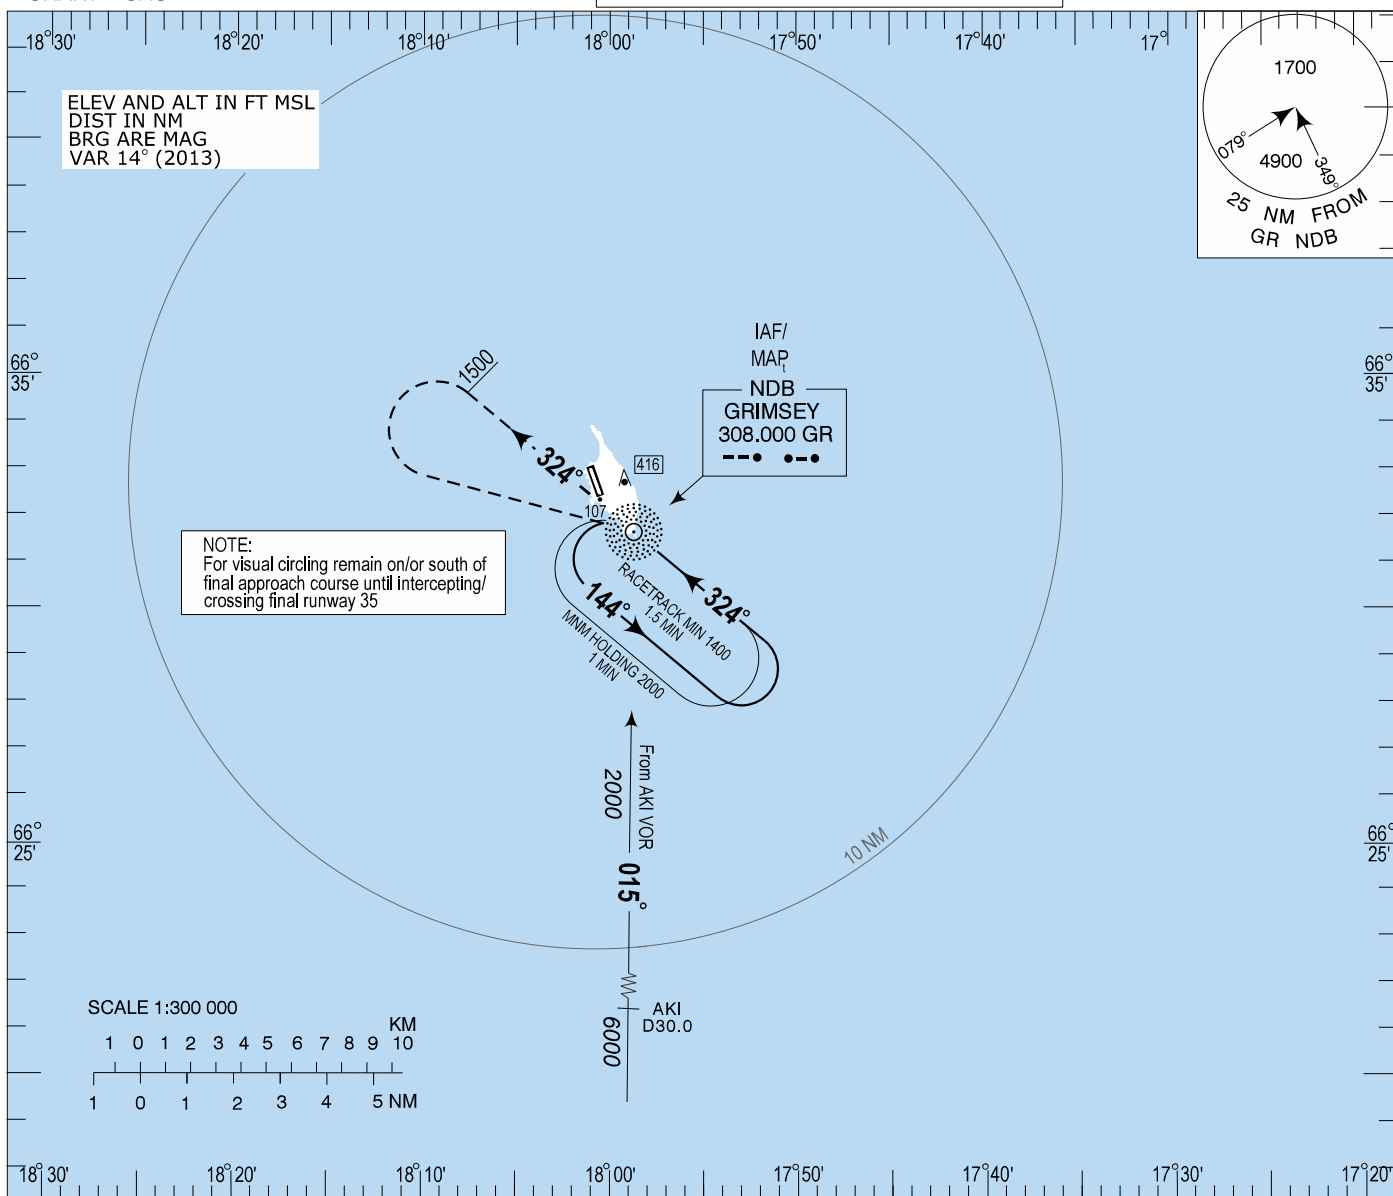 18°30' 18°20' 18°10' 18°00' 17°50' 17°40' 17°
ELEV AND ALT IN FT MSL
DIST IN NM
BRG ARE MAG
VAR 14° (2013)
1700
079°
4900
349°
25 NM FROM
GR NDB
66°
35'
66°
35'
1500
IAF/
MAPt
NDB
GRIMSEY
308.000 GR
324°
416
107
NOTE:
For visual circling remain on/or south of
final approach course until intercepting/
crossing final runway 35
144°
324°
RACETRACK MIN 1400
1.5 MIN
MNM HOLDING 2000
1 MIN
From AKI VOR
2000
015°
66°
25'
66°
25'
10 NM
AKI
D30.0
6000
SCALE 1:300 000
KM
1 0 1 2 3 4 5 6 7 8 9 10
1 0 1 2 3 4 5 NM
18°30' 18°20' 18°10' 18°00' 17°50' 17°40' 17°30' 17°20'